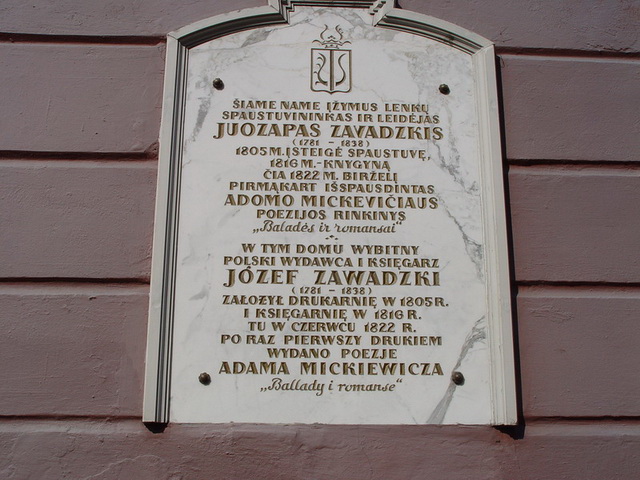 ŠIAME NAME IŽYMUS LENKŲ
SPAUSTUVININKAS IR LEIDĖJAS
JUOZAPAS ZAVADZKIS
(1781 – 1838)
1805 M. ĮSTEIGĖ SPAUSTUVĘ,
1816 M.-KNYGYNĄ
ČIA 1822 M. BIRŽELĮ
PIRMĄKART IŠSPAUSDINTAS
ADOMO MICKEVIČIAUS
POEZIJOS RINKINYS
„Baladės ir romansai“
W TYM DOMU WYBITNY
POLSKI WYDAWCA I KSIĘGARZ
JÓZEF ZAWADZKI
(1781 – 1838)
ZAŁOŻYŁ DRUKARNIĘ W 1805 R.
I KSIĘGARNIĘ W 1816 R.
TU W CZERWCU 1822 R.
PO RAZ PIERWSZY DRUKIEM
WYDANO POEZJE
ADAMA MICKIEWICZA
„Ballady i romanse“